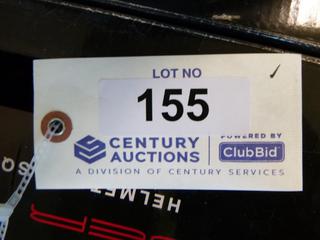 LOT NO
155
CENTURY AUCTIONS
POWERED BY
ClubBid
A DIVISION OF CENTURY SERVICES
HELMET